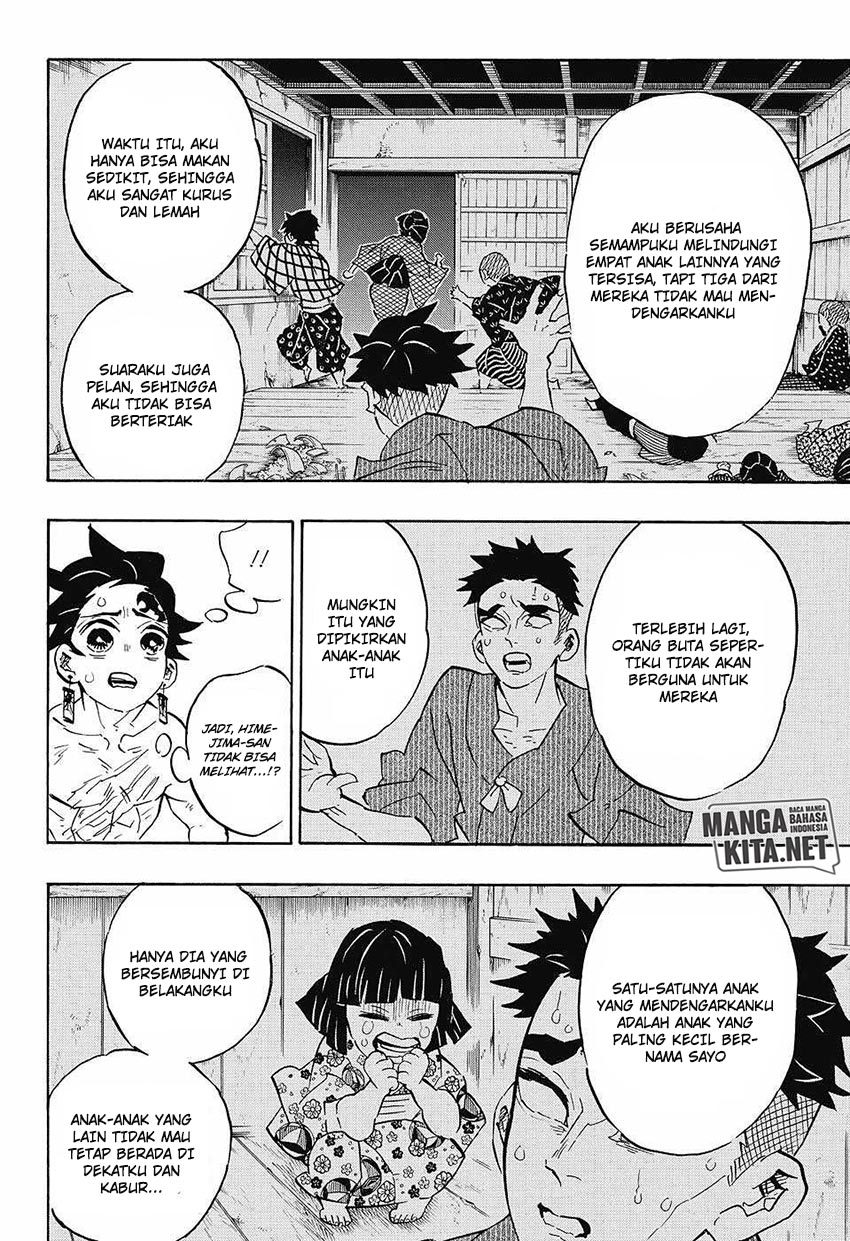 AKU BERUSAHA
SEMAMPUKU MELINDUNGI
EMPAT ANAK LAINNYA YANG
TERSISA, TAPI TIGA DARI
MEREKA TIDAK MAU MEN-
DENGARKANKU
WAKTU ITU, AKU
HANYA BISA MAKAN
SEDIKIT, SEHINGGA
AKU SANGAT KURUS
DAN LEMAH
SUARAKU JUGA
PELAN, SEHINGGA
AKU TIDAK BISA
BERTERIAK
TERLEBIH LAGI,
ORANG BUTA SEPER-
TIKU TIDAK AKAN
BERGUNA UNTUK
MEREKA
MUNGKIN
ITU YANG
DIPIKIRKAN
ANAK-ANAK
ITU
!!
JADI, HIME-
JIMA-SAN
TIDAK BISA
MELIHAT...!?
MANGA
KITA.NET
BACA MANGA
BAHASA
INDONESIA
SATU-SATUNYA ANAK
YANG MENDENGARKANKU
ADALAH ANAK YANG
PALING KECIL BER-
NAMA SAYO
HANYA DIA YANG
BERSEMBUNYI DI
BELAKANGKU
ANAK-ANAK YANG
LAIN TIDAK MAU
TETAP BERADA DI
DEKATKU DAN
KABUR...